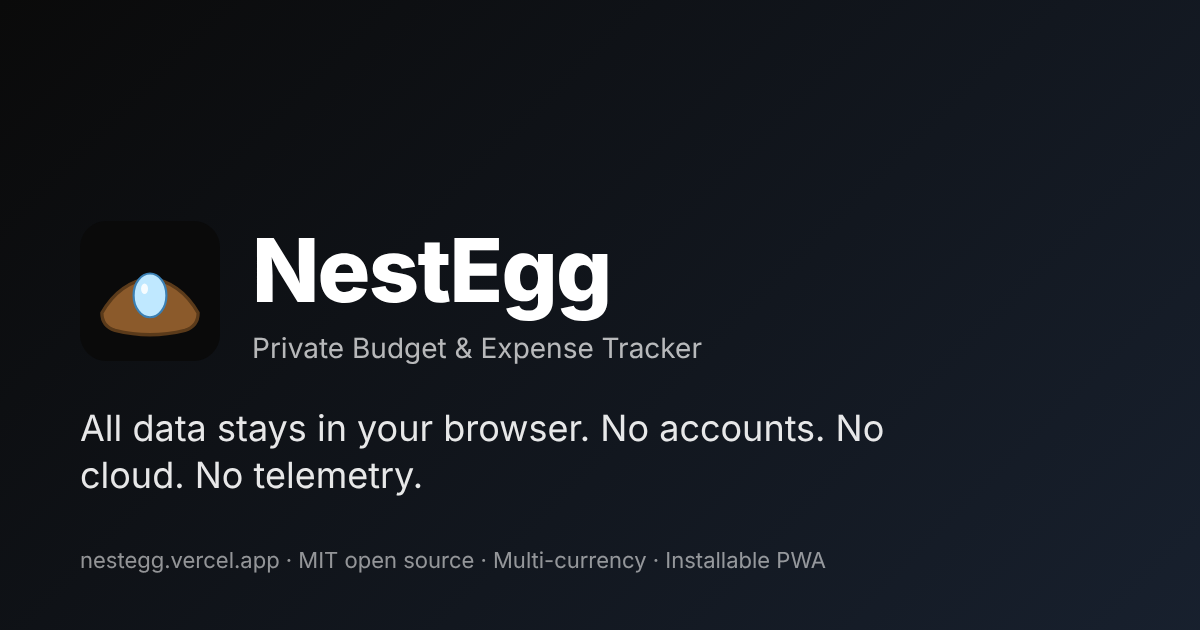 NestEgg
Private Budget & Expense Tracker
All data stays in your browser. No accounts. No
cloud. No telemetry.
nestegg.vercel.app · MIT open source · Multi-currency · Installable PWA